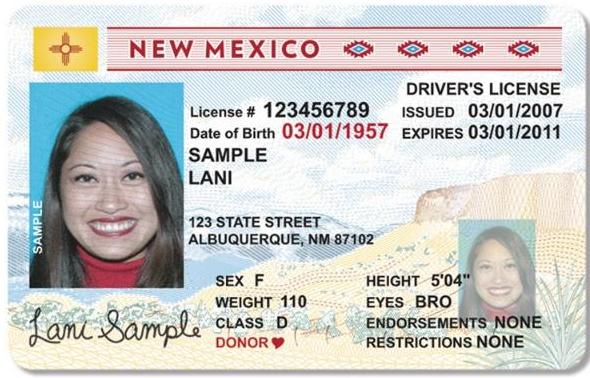 NEW MEXICO
DRIVER'S LICENSE
License # 123456789
ISSUED 03/01/2007
Date of Birth 03/01/1957
EXPIRES 03/01/2011
SAMPLE
LANI
SAMPLE
123 STATE STREET
ALBUQUERQUE, NM 87102
SEX F
HEIGHT 5'04"
WEIGHT 110
EYES BRO
CLASS D
ENDORSEMENTS NONE
DONOR
RESTRICTIONS NONE
Lani Sample